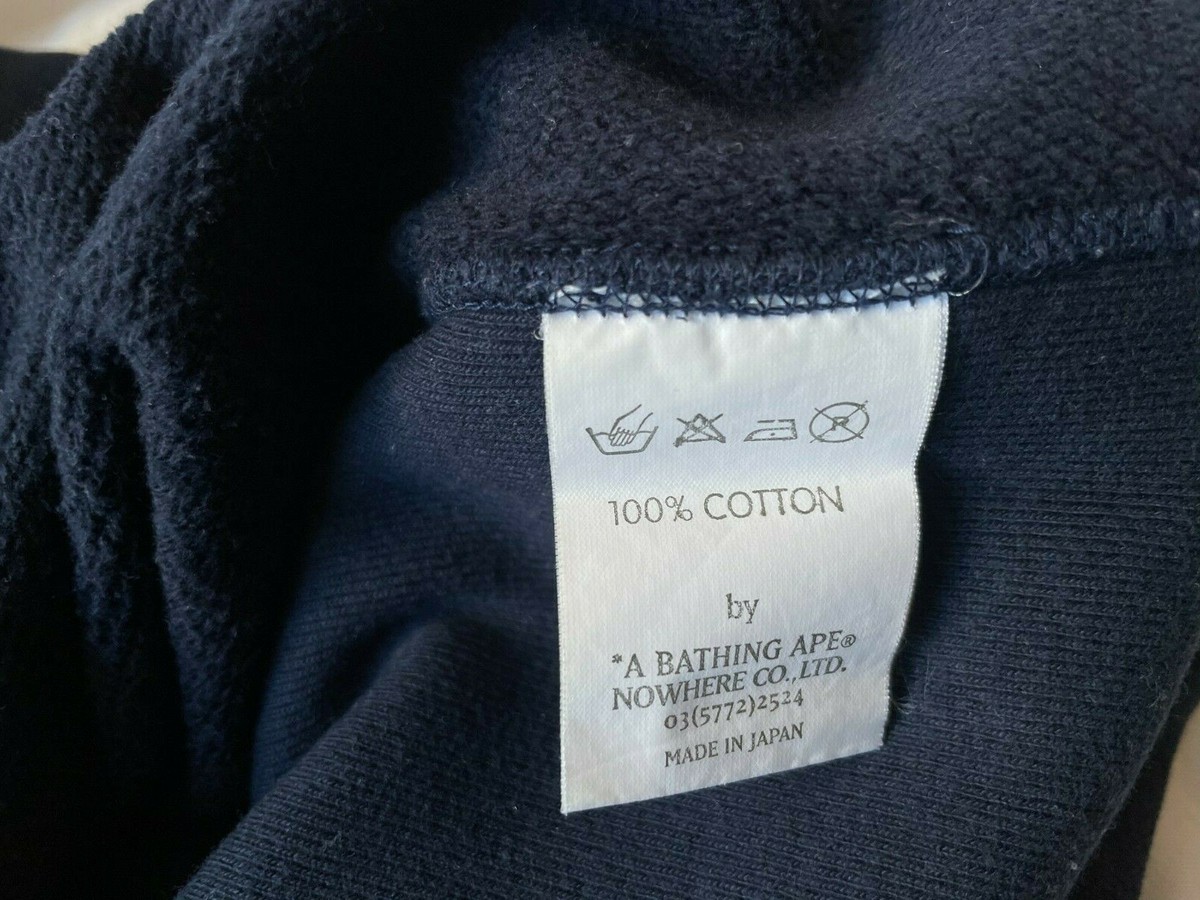 100% COTTON
by
*A BATHING APE®
NOWHERE CO.,LTD.
03(5772)2524
MADE IN JAPAN